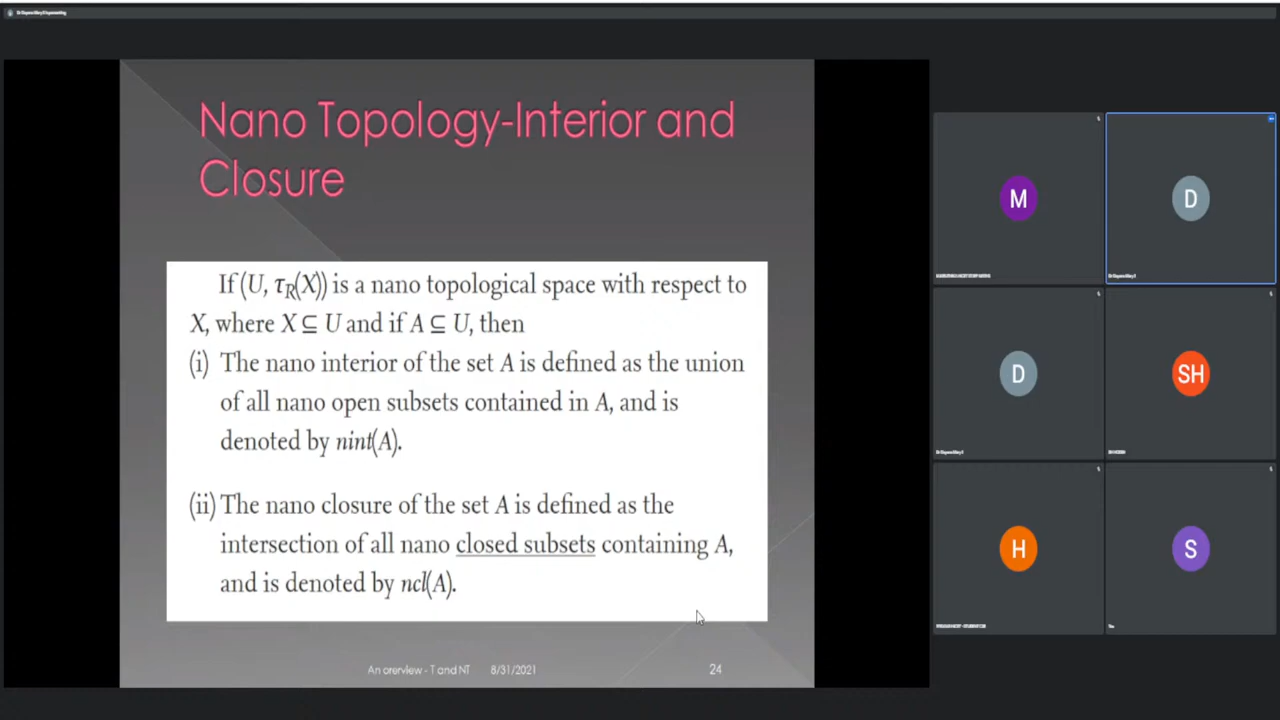 Nano Topology-Interior and
Closure
If (U, τR(X)) is a nano topological space with respect to
X, where X ⊆ U and if A ⊆ U, then
(i) The nano interior of the set A is defined as the union
of all nano open subsets contained in A, and is
denoted by nint(A).
(ii) The nano closure of the set A is defined as the
intersection of all nano closed subsets containing A,
and is denoted by ncl(A).
An orerview - T and NT 8/31/2021 24
M
D
D
SH
H
S